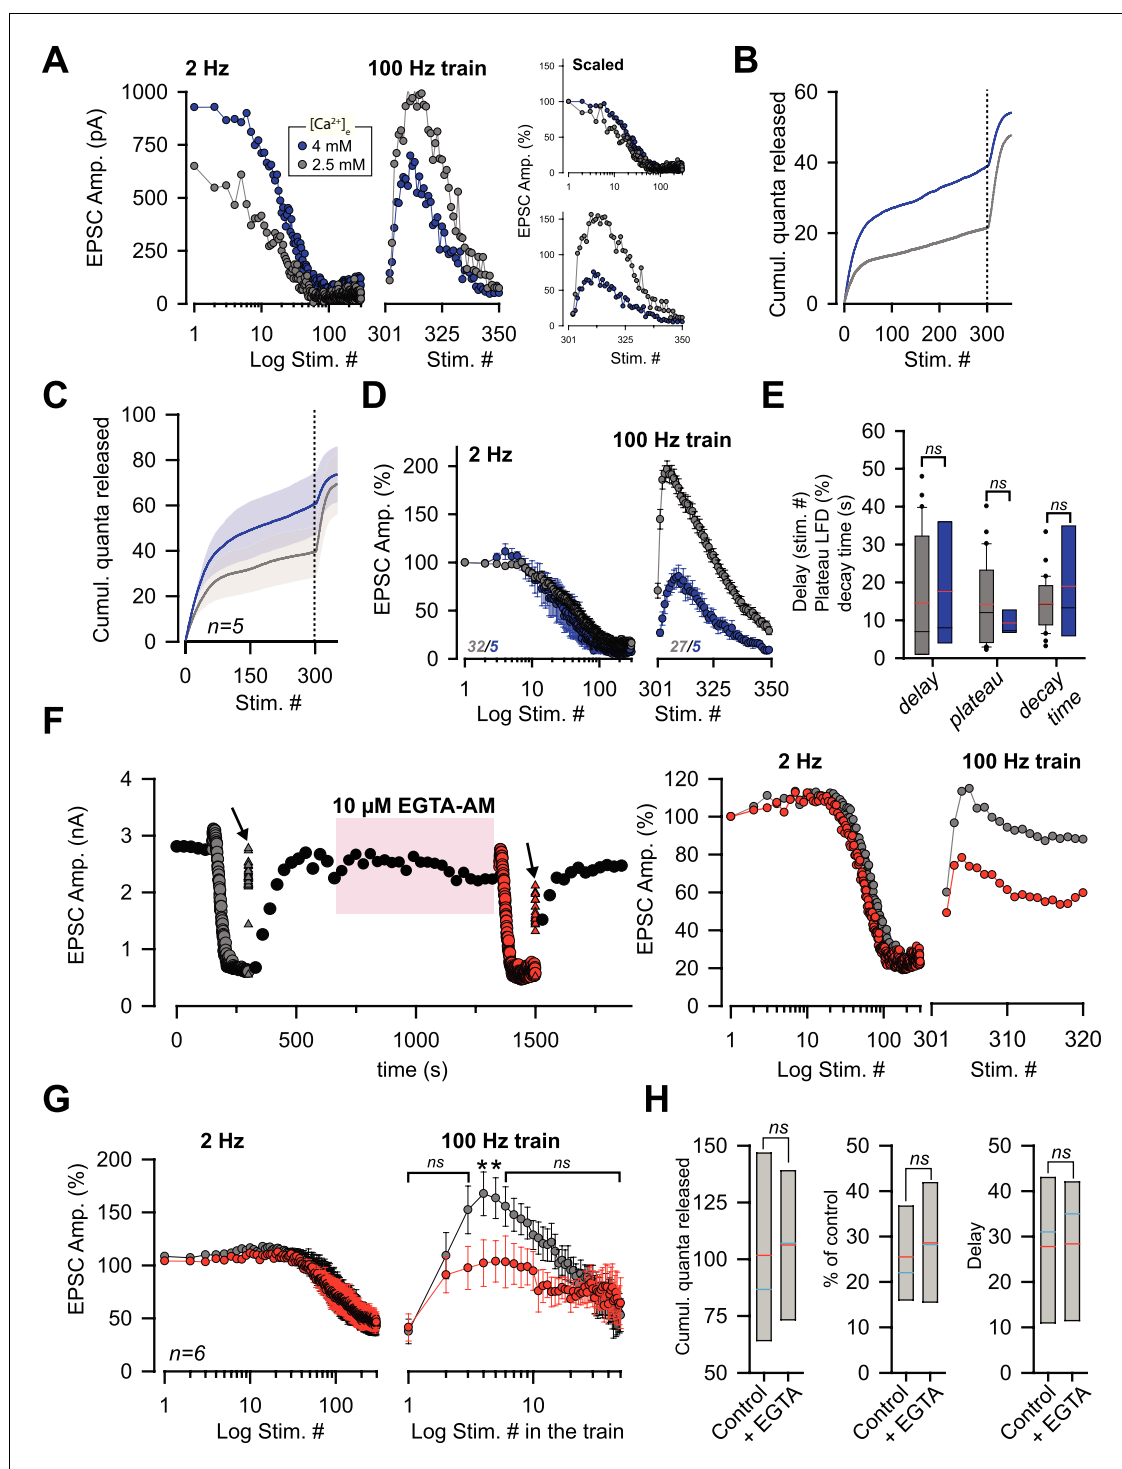 A
2 Hz
100 Hz train
Scaled
B
EPSC Amp. (pA)
1000
750
500
250
0
[Ca²⁺]e
4 mM
2.5 mM
1 10 100
301 325 350
Log Stim. #
Stim. #
EPSC Amp. (%)
150
100
50
0
1 10 100
150
100
50
0
301 325 350
Stim. #
Cumul. quanta released
60
40
20
0
0 100 200 300
Stim. #
C
Cumul. quanta released
100
80
60
40
20
0
n=5
0 150 300
Stim. #
D
2 Hz
100 Hz train
EPSC Amp. (%)
200
150
100
50
0
32/5
27/5
1 10 100
301 325 350
Log Stim. #
Stim. #
E
Delay (stim. #)
Plateau LFD (%)
decay time (s)
60
50
40
30
20
10
0
ns
ns
ns
delay
plateau
decay time
F
EPSC Amp. (nA)
4
3
2
1
0
10 µM EGTA-AM
0 500 1000 1500
time (s)
2 Hz
100 Hz train
EPSC Amp. (%)
120
100
80
60
40
20
0
1 10 100
301 310 320
Log Stim. #
Stim. #
G
2 Hz
100 Hz train
EPSC Amp. (%)
200
150
100
50
0
n=6
ns
**
ns
1 10 100
1 10
Log Stim. #
Log Stim. # in the train
H
Cumul. quanta released
150
125
100
75
50
ns
Control
+ EGTA
% of control
50
40
30
20
10
0
ns
Control
+ EGTA
Delay
50
40
30
20
10
0
ns
Control
+ EGTA